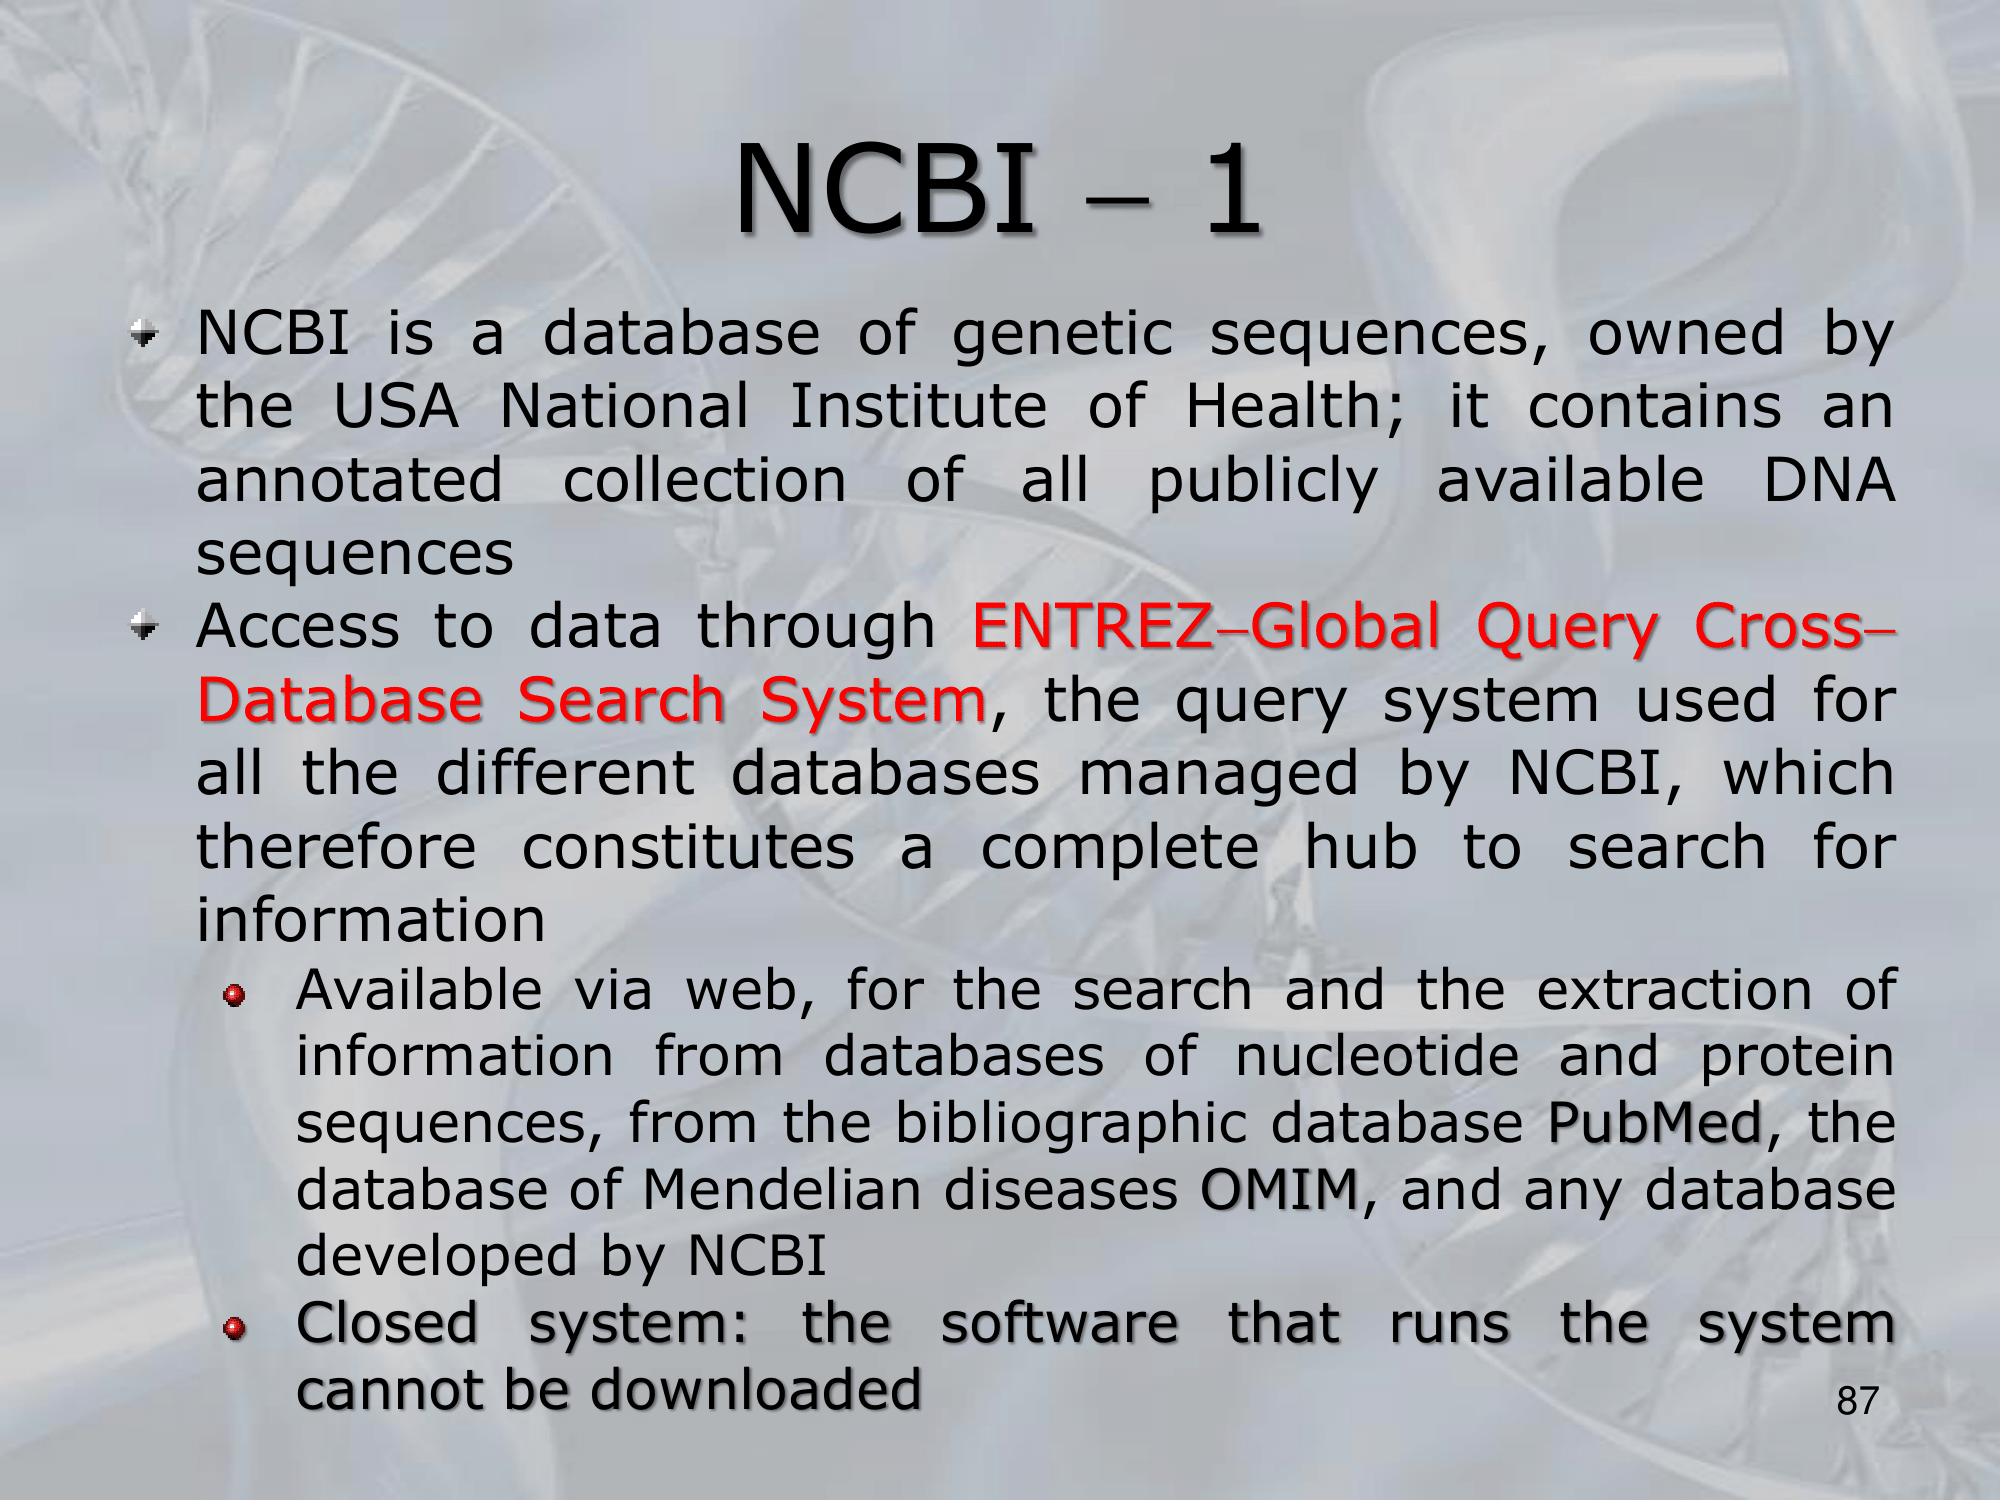 NCBI – 1
NCBI is a database of genetic sequences, owned by
the USA National Institute of Health; it contains an
annotated collection of all publicly available DNA
sequences
Access to data through ENTREZ–Global Query Cross–
Database Search System, the query system used for
all the different databases managed by NCBI, which
therefore constitutes a complete hub to search for
information
Available via web, for the search and the extraction of
information from databases of nucleotide and protein
sequences, from the bibliographic database PubMed, the
database of Mendelian diseases OMIM, and any database
developed by NCBI
Closed system: the software that runs the system
cannot be downloaded
87